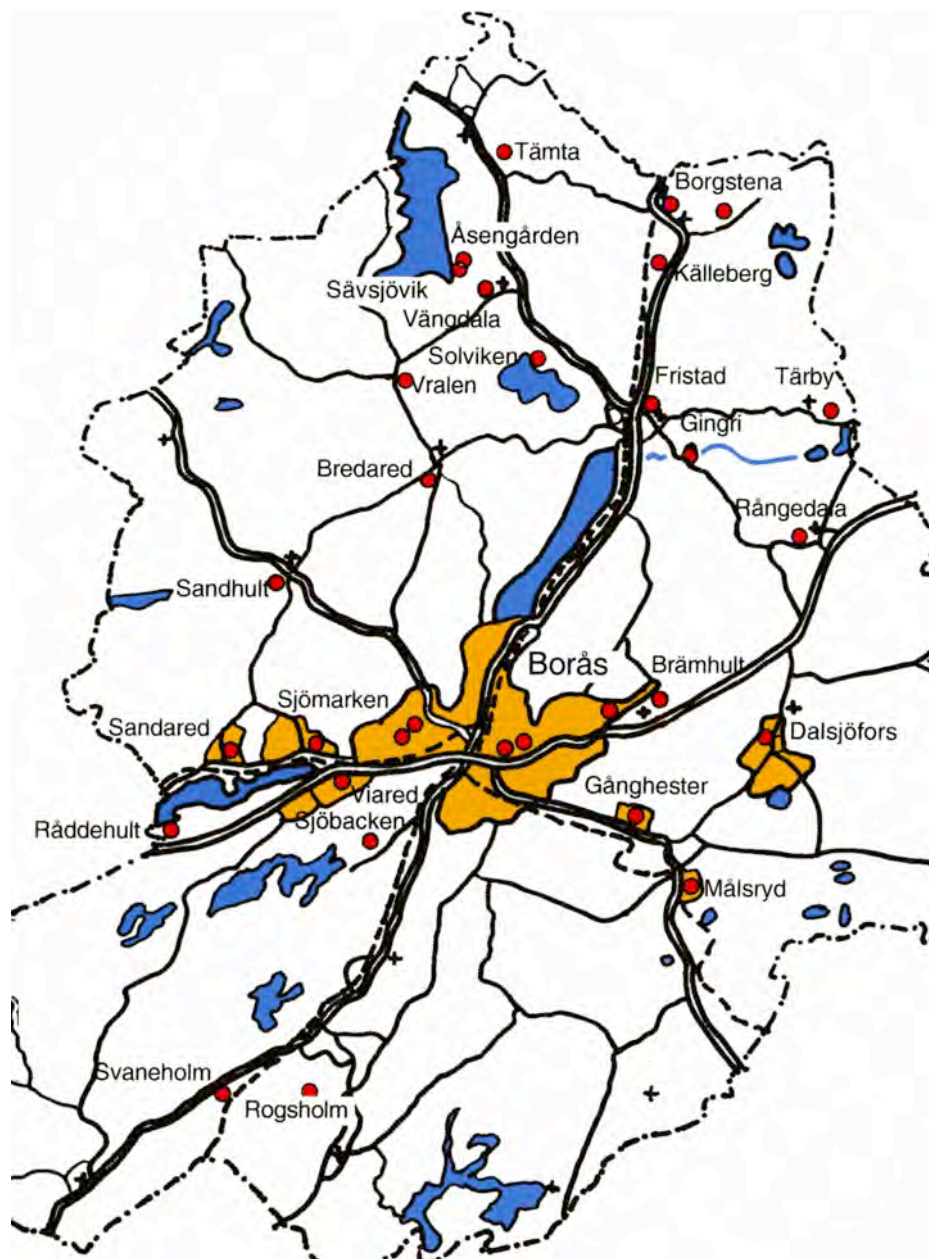 Tämta
Borgstena
Åsengården
Källeberg
Sävsjövik
Vängdala
Solviken
Vralen
Fristad
Tärby
Gingri
Bredared
Rångedala
Sandhult
Borås
Brämhult
Sjömarken
Sandared
Dalsjöfors
Gånghester
Viared
Sjöbacken
Råddehult
Målsryd
Svaneholm
Rogsholm